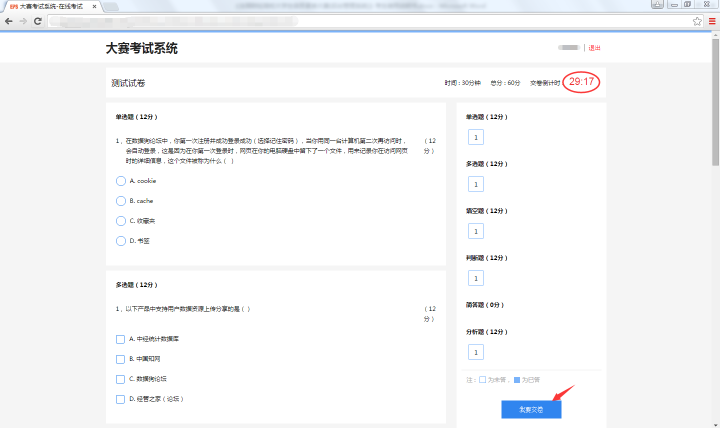 EPS 大赛考试系统-在线考试
大赛考试系统
退出
测试试卷
时间：30分钟 总分：60分 交卷倒计时 29:17
单选题（12分）
1、在数据狗论坛中，你第一次注册并成功登录成功（选择记住密码），当你用同一台计算机第二次再访问时，
会自动登录，这是因为在你第一次登录时，网页在你的电脑硬盘中留下了一个文件，用来记录你在访问网页
时的详细信息，这个文件被称为什么（ ）
（12
分）
A. cookie
B. cache
C. 收藏夹
D. 书签
多选题（12分）
1、以下产品中支持用户数据资源上传分享的是（ ）
（12
分）
A. 中经统计数据库
B. 中国知网
C. 数据狗论坛
D. 经管之家（论坛）
单选题（12分）
1
多选题（12分）
1
填空题（12分）
1
判断题（12分）
1
简答题（0分）
分析题（12分）
1
注： 为未答， 为已答
我要交卷